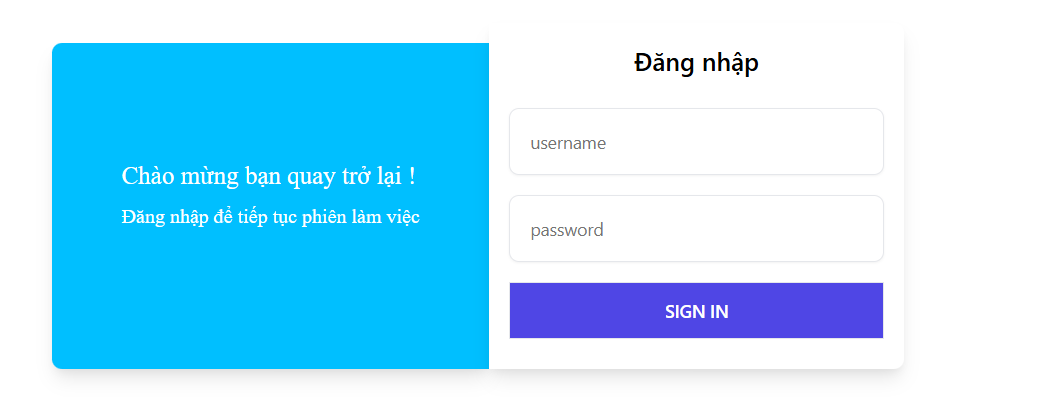 Chào mừng bạn quay trở lại !
Đăng nhập để tiếp tục phiên lảm việc
Đăng nhập
username
password
SIGN IN